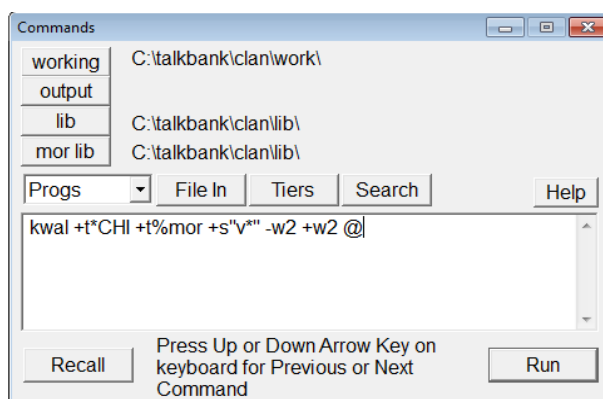 Commands
working C:\talkbank\clan\work\
output
lib C:\talkbank\clan\lib\
mor lib C:\talkbank\clan\lib\
Progs File In Tiers Search Help
kwal +t*CHI +t%mor +s"v*" -w2 +w2 @
Recall Press Up or Down Arrow Key on Run
keyboard for Previous or Next
Command